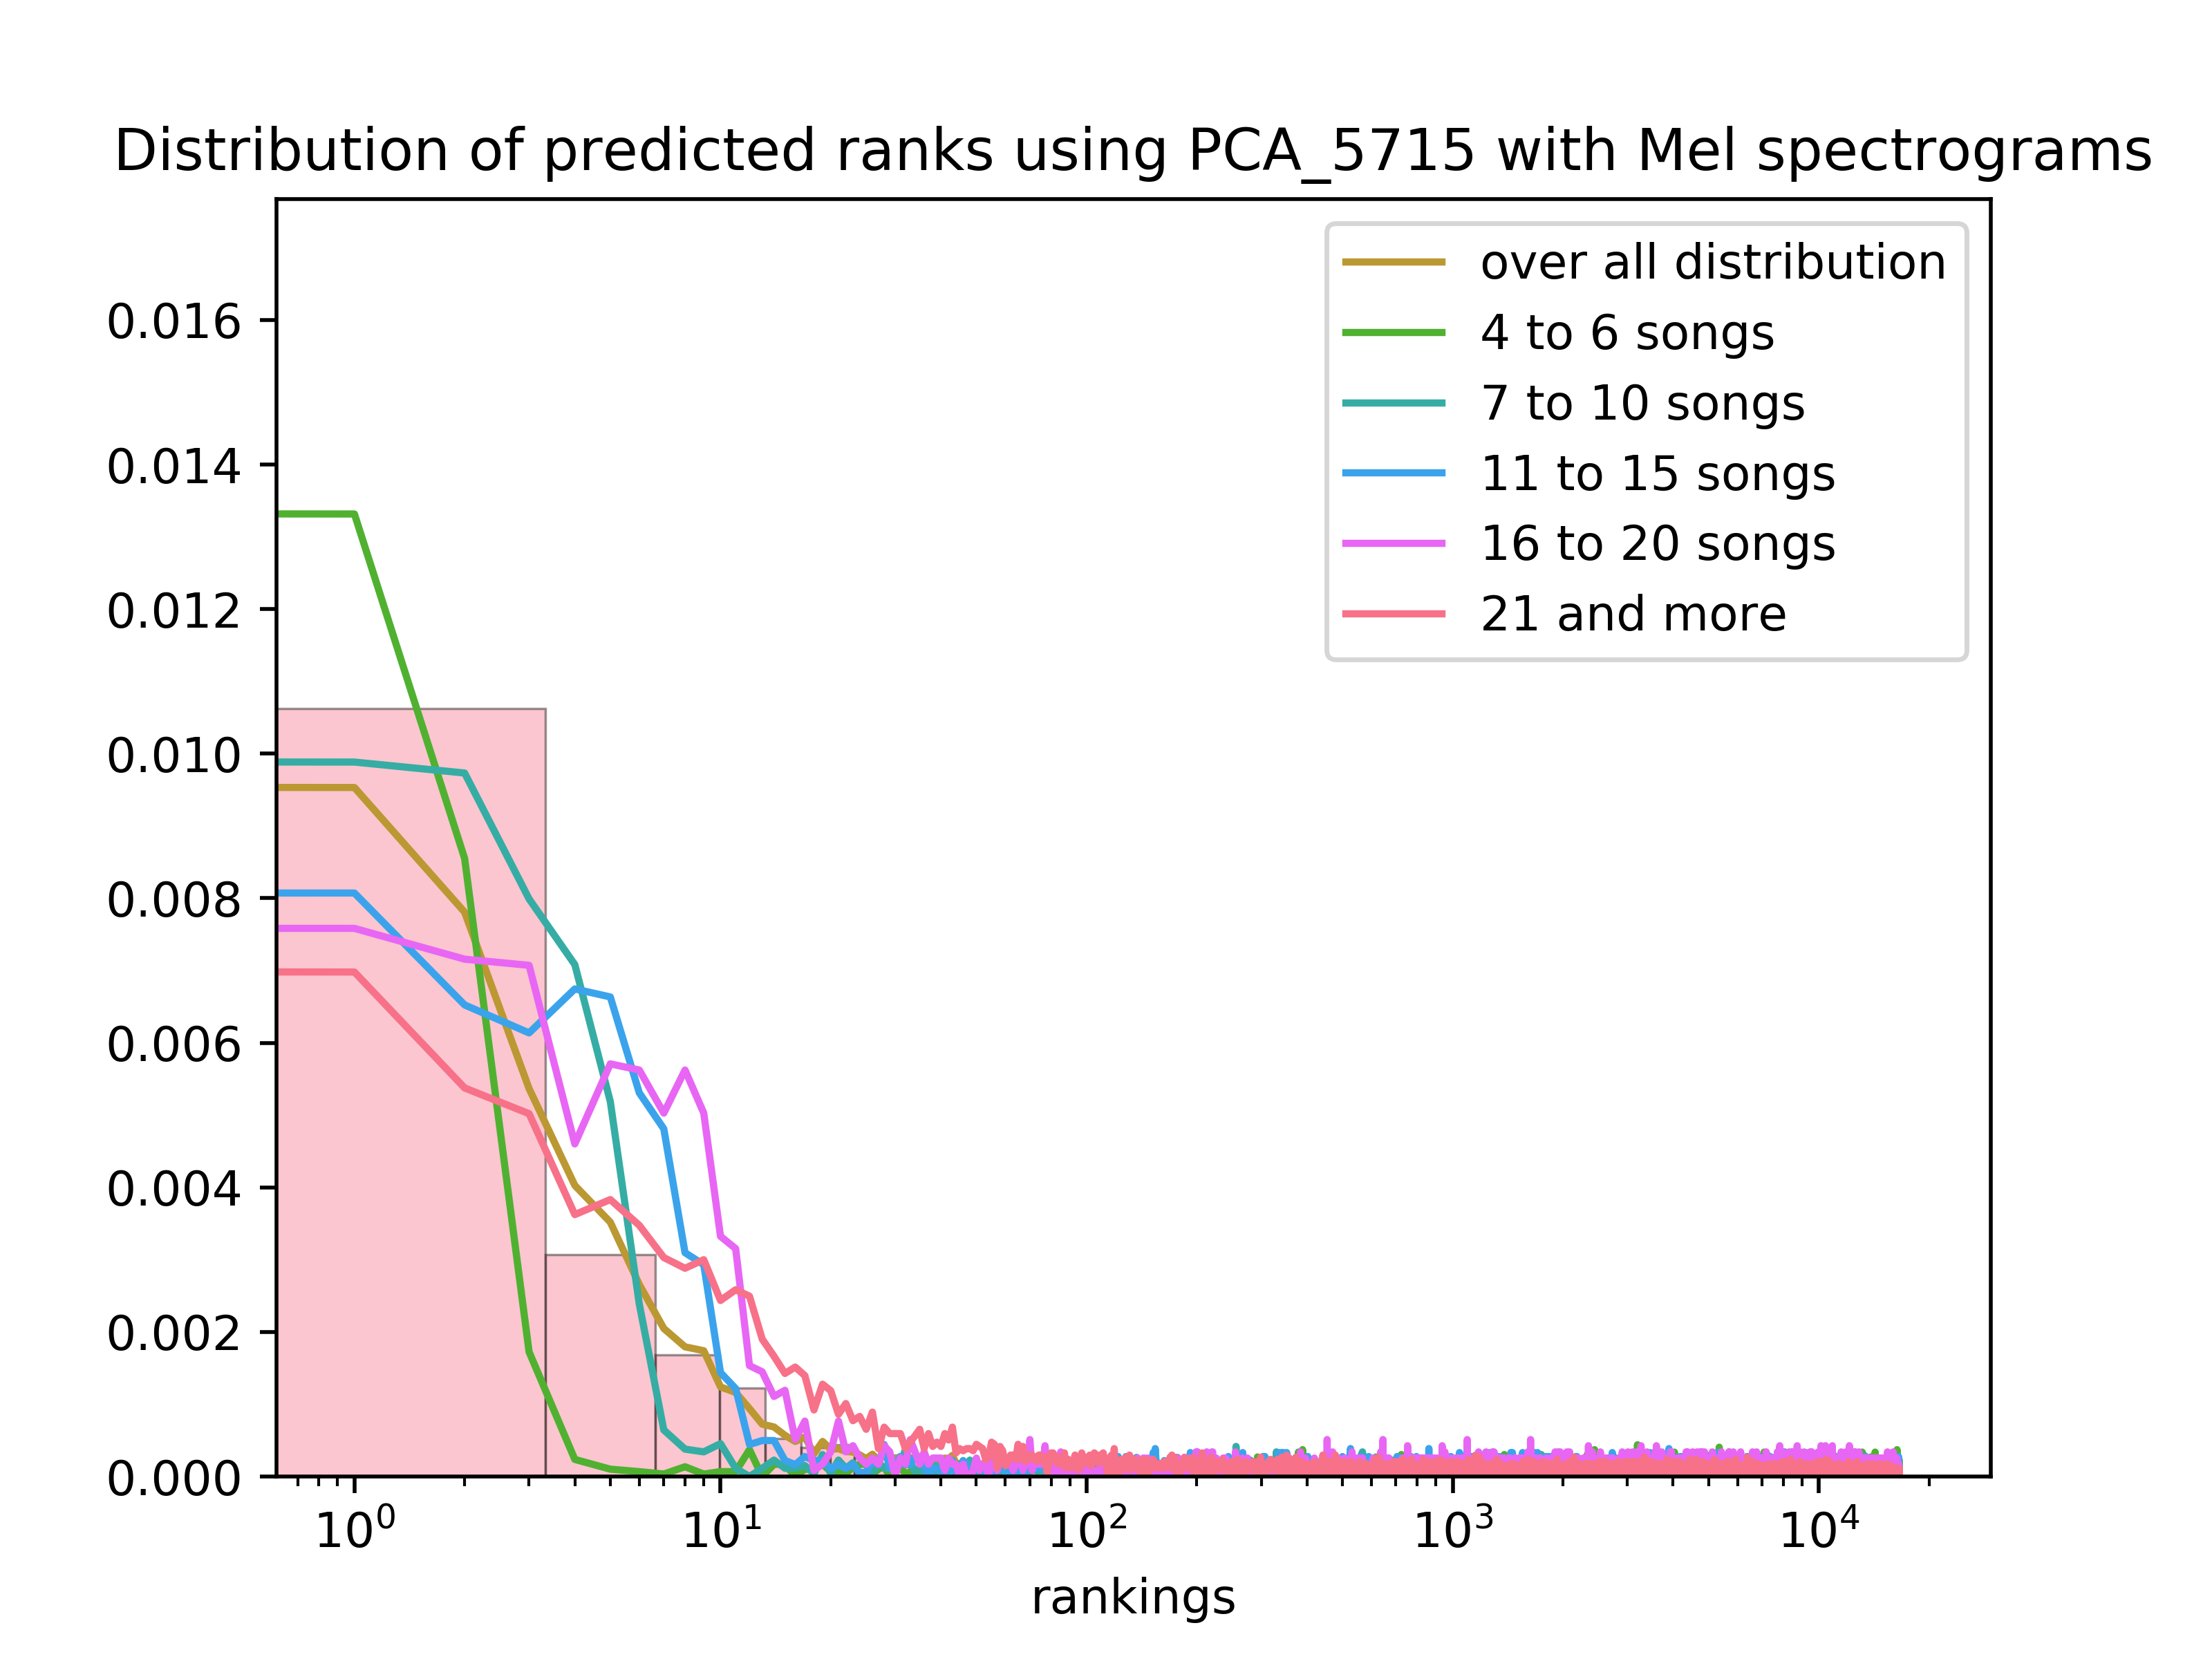 Distribution of predicted ranks using PCA_5715 with Mel spectrograms
over all distribution
4 to 6 songs
7 to 10 songs
11 to 15 songs
16 to 20 songs
21 and more
0.016
0.014
0.012
0.010
0.008
0.006
0.004
0.002
0.000
10⁰ 10¹ 10² 10³ 10⁴
rankings